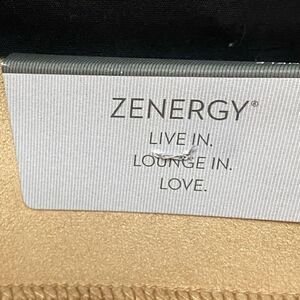 ZENERGY®
LIVE IN.
LOUNGE IN.
LOVE.